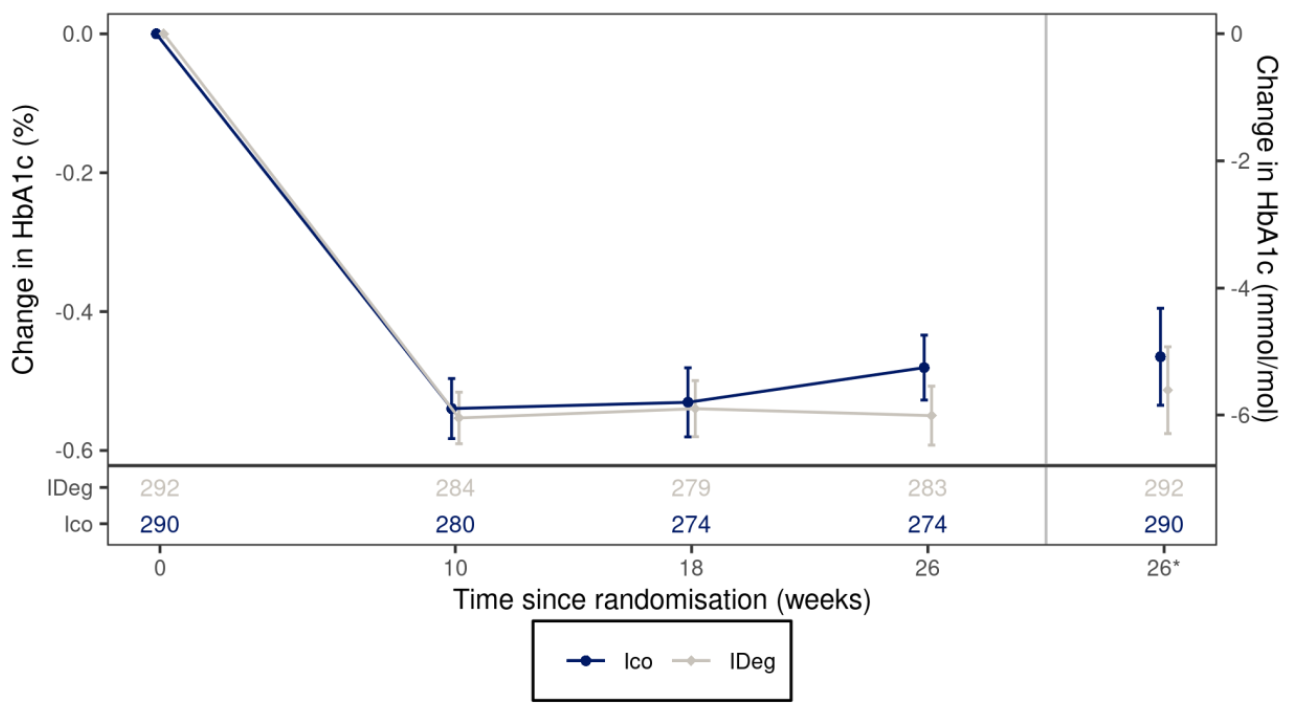 Change in HbA1c (%)
0.0
-0.2
-0.4
-0.6
0
-2
-4
-6
Change in HbA1c (mmol/mol)
IDeg 292 284 279 283 292
Ico 290 280 274 274 290
0 10 18 26 26*
Time since randomisation (weeks)
Ico IDeg